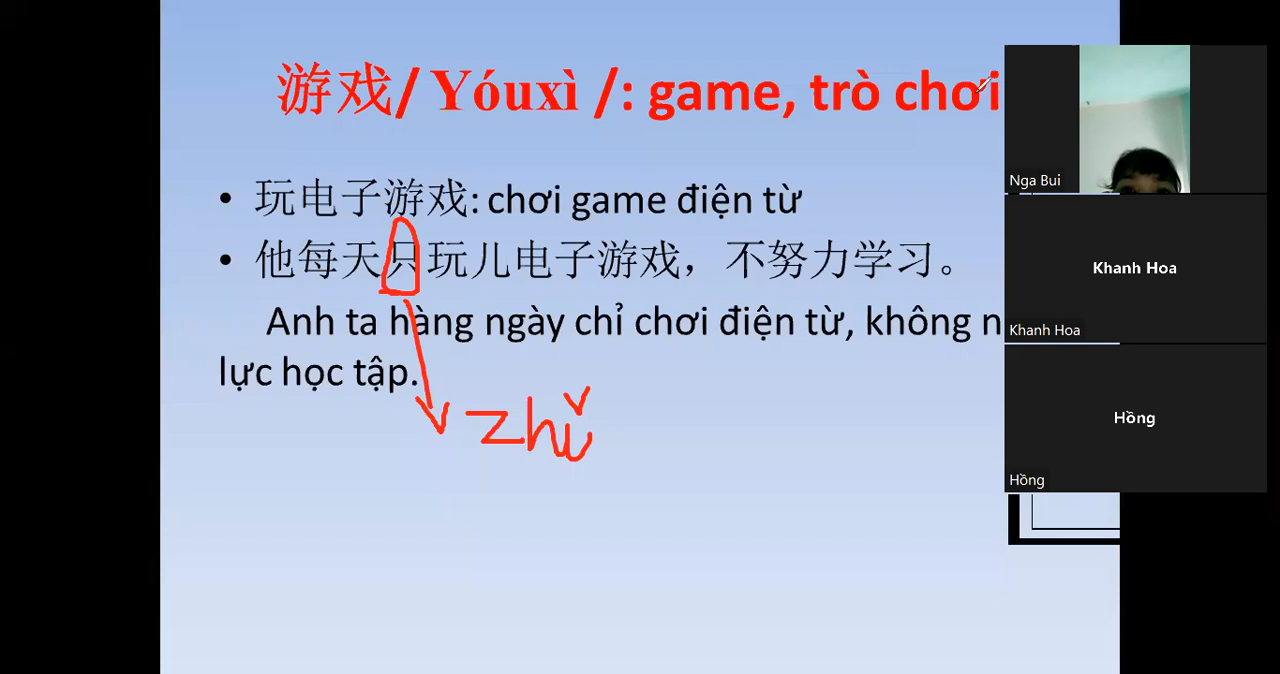 游戏/ Yóuxì /: game, trò chơi
• 玩电子游戏: chơi game điện từ
• 他每天只玩儿电子游戏，不努力学习。
Anh ta hàng ngày chỉ chơi điện từ, không n
lực học tập.
zhǐ
Nga Bui
Khanh Hoa
Khanh Hoa
Hồng
Hồng